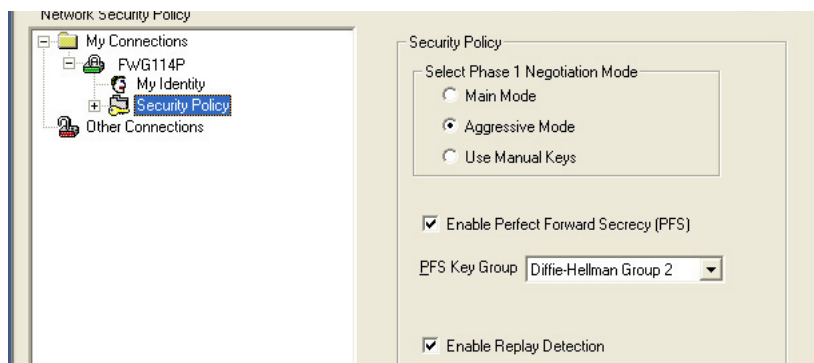 Network Security Policy
My Connections
FWG114P
My Identity
Security Policy
Other Connections
Security Policy
Select Phase 1 Negotiation Mode
Main Mode
Aggressive Mode
Use Manual Keys
Enable Perfect Forward Secrecy (PFS)
PFS Key Group Diffie-Hellman Group 2
Enable Replay Detection